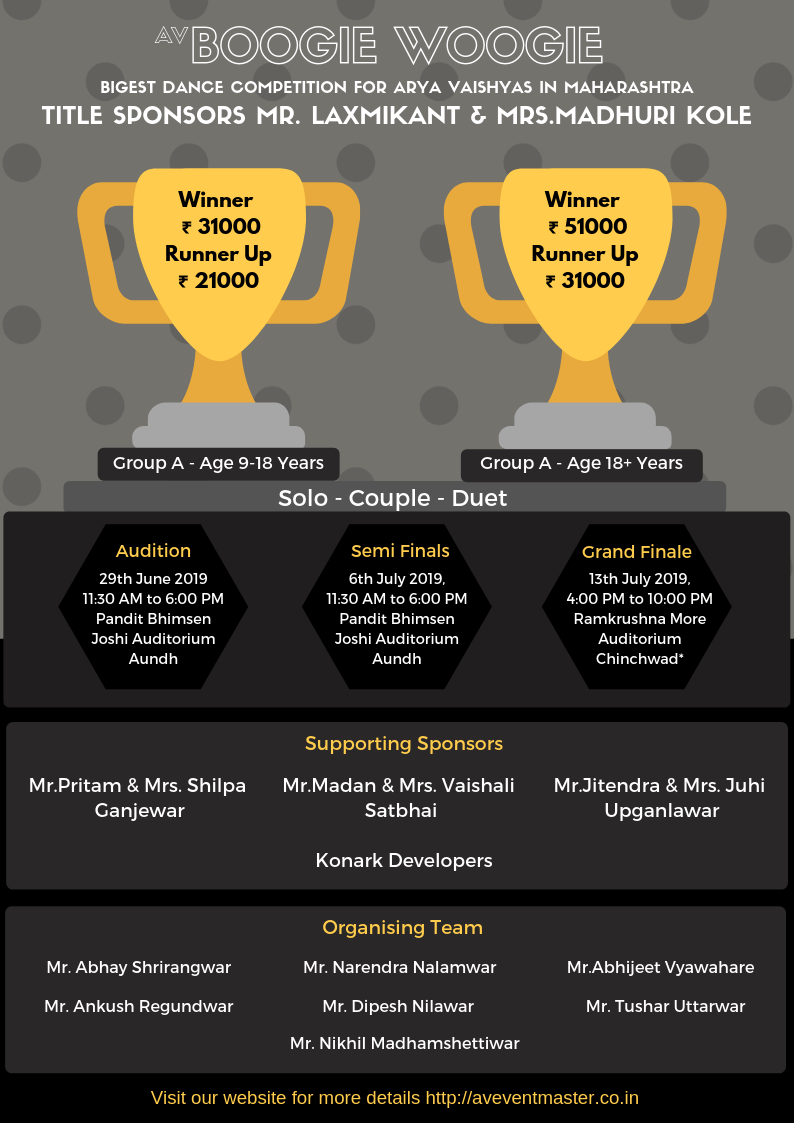 AV BOOGIE WOOGIE
BIGEST DANCE COMPETITION FOR ARYA VAISHYAS IN MAHARASHTRA
TITLE SPONSORS MR. LAXMIKANT & MRS.MADHURI KOLE
Winner
₹ 31000
Runner Up
₹ 21000
Group A - Age 9-18 Years
Winner
₹ 51000
Runner Up
₹ 31000
Group A - Age 18+ Years
Solo - Couple - Duet
Audition
29th June 2019
11:30 AM to 6:00 PM
Pandit Bhimsen
Joshi Auditorium
Aundh
Semi Finals
6th July 2019,
11:30 AM to 6:00 PM
Pandit Bhimsen
Joshi Auditorium
Aundh
Grand Finale
13th July 2019,
4:00 PM to 10:00 PM
Ramkrushna More
Auditorium
Chinchwad*
Supporting Sponsors
Mr.Pritam & Mrs. Shilpa
Ganjewar
Mr.Madan & Mrs. Vaishali
Satbhai
Mr.Jitendra & Mrs. Juhi
Upganlawar
Konark Developers
Organising Team
Mr. Abhay Shrirangwar
Mr. Narendra Nalamwar
Mr.Abhijeet Vyawahare
Mr. Ankush Regundwar
Mr. Dipesh Nilawar
Mr. Tushar Uttarwar
Mr. Nikhil Madhamshettiwar
Visit our website for more details http://aveventmaster.co.in